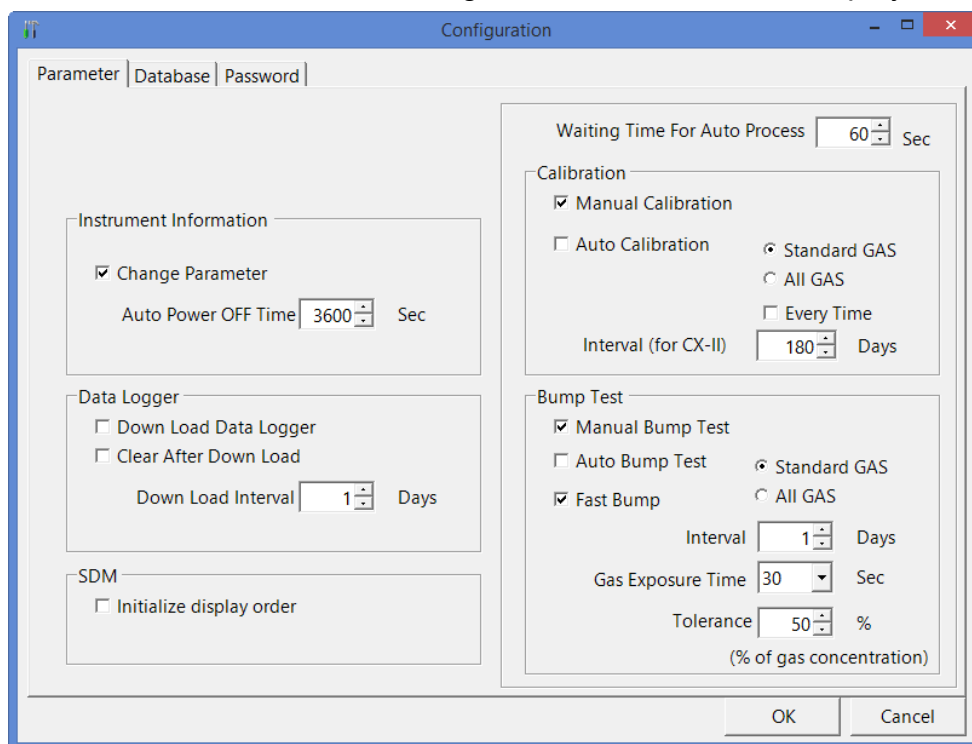 Configuration
Parameter Database Password
Waiting Time For Auto Process 60 Sec
Instrument Information
Change Parameter
Auto Power OFF Time 3600 Sec
Data Logger
Down Load Data Logger
Clear After Down Load
Down Load Interval 1 Days
SDM
Initialize display order
Calibration
Manual Calibration
Auto Calibration
Standard GAS
All GAS
Every Time
Interval (for CX-II) 180 Days
Bump Test
Manual Bump Test
Auto Bump Test
Standard GAS
All GAS
Fast Bump
Interval 1 Days
Gas Exposure Time 30 Sec
Tolerance 50 %
(% of gas concentration)
OK Cancel